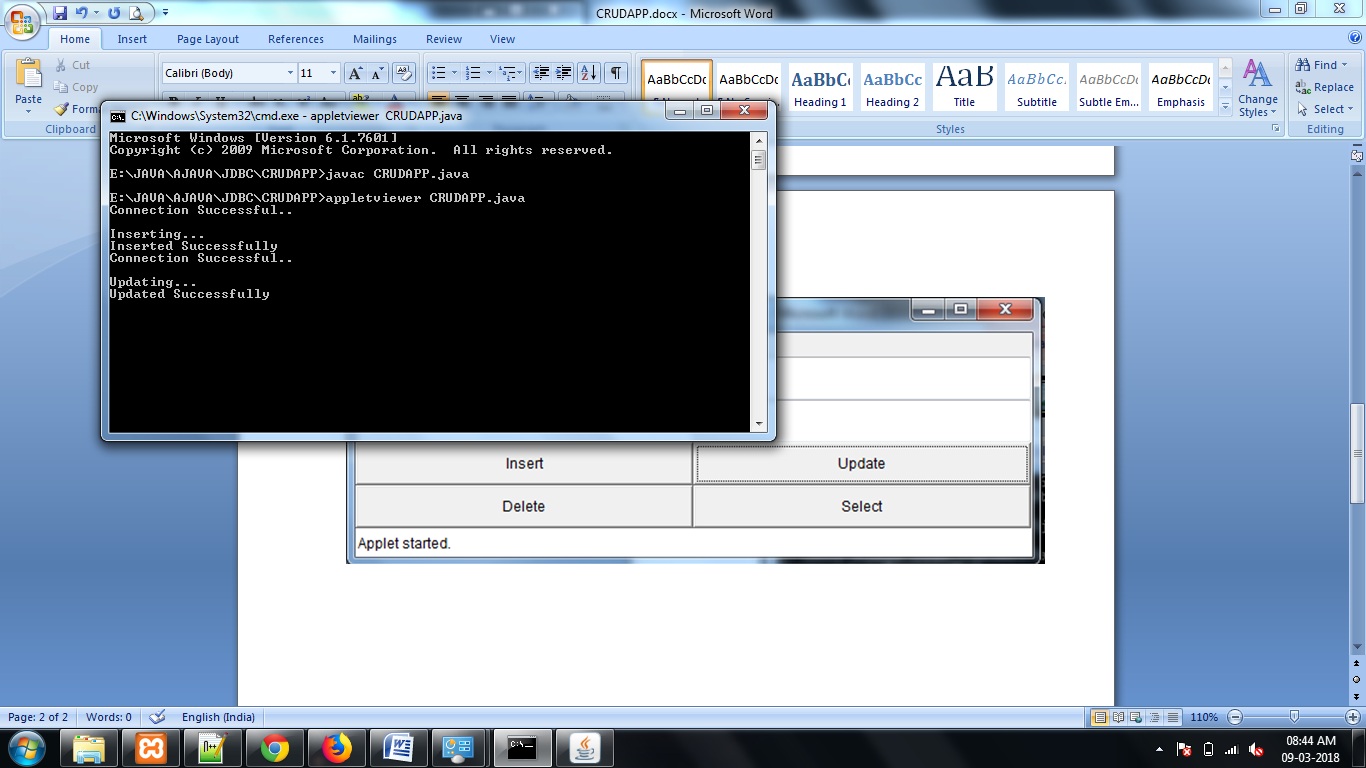 CRUDAPP.docx - Microsoft Word
Home Insert Page Layout References Mailings Review View
Cut
Calibri (Body) 11
AaBbCcDc AaBbCcDc AaBbCc AaBbCc AaB AaBbCc. AaBbCcDc AaBbCcDc
Find
Copy
Replace
Paste
Heading 1 Heading 2 Title Subtitle Subtle Em... Emphasis
Change Styles
Select
Clipboard
Styles
Editing
C:\Windows\System32\cmd.exe - appletviewer CRUDAPP.java
Microsoft Windows [Version 6.1.7601]
Copyright (c) 2009 Microsoft Corporation. All rights reserved.
E:\JAVA\AJAVA\JDBC\CRUDAPP>javac CRUDAPP.java
E:\JAVA\AJAVA\JDBC\CRUDAPP>appletviewer CRUDAPP.java
Connection Successful..
Inserting...
Inserted Successfully
Connection Successful..
Updating...
Updated Successfully
Insert Update
Delete Select
Applet started.
Page: 2 of 2 Words: 0 English (India) 110%
08:44 AM
09-03-2018